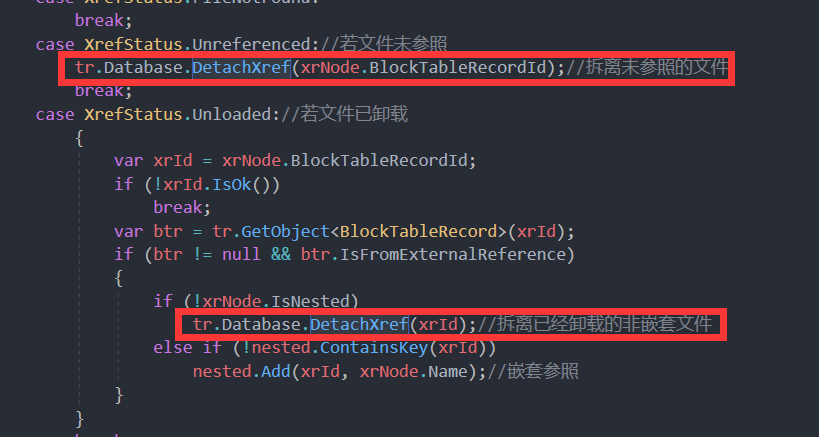 case XrefStatus.FileNotFound:
break;
case XrefStatus.Unreferenced://若文件未参照
tr.Database.DetachXref(xrNode.BlockTableRecordId);//拆离未参照的文件
break;
case XrefStatus.Unloaded://若文件已卸载
{
var xrId = xrNode.BlockTableRecordId;
if (!xrId.IsOk())
break;
var btr = tr.GetObject<BlockTableRecord>(xrId);
if (btr != null && btr.IsFromExternalReference)
{
if (!xrNode.IsNested)
tr.Database.DetachXref(xrId);//拆离已经卸载的非嵌套文件
else if (!nested.ContainsKey(xrId))
nested.Add(xrId, xrNode.Name);//嵌套参照
}
}
break;